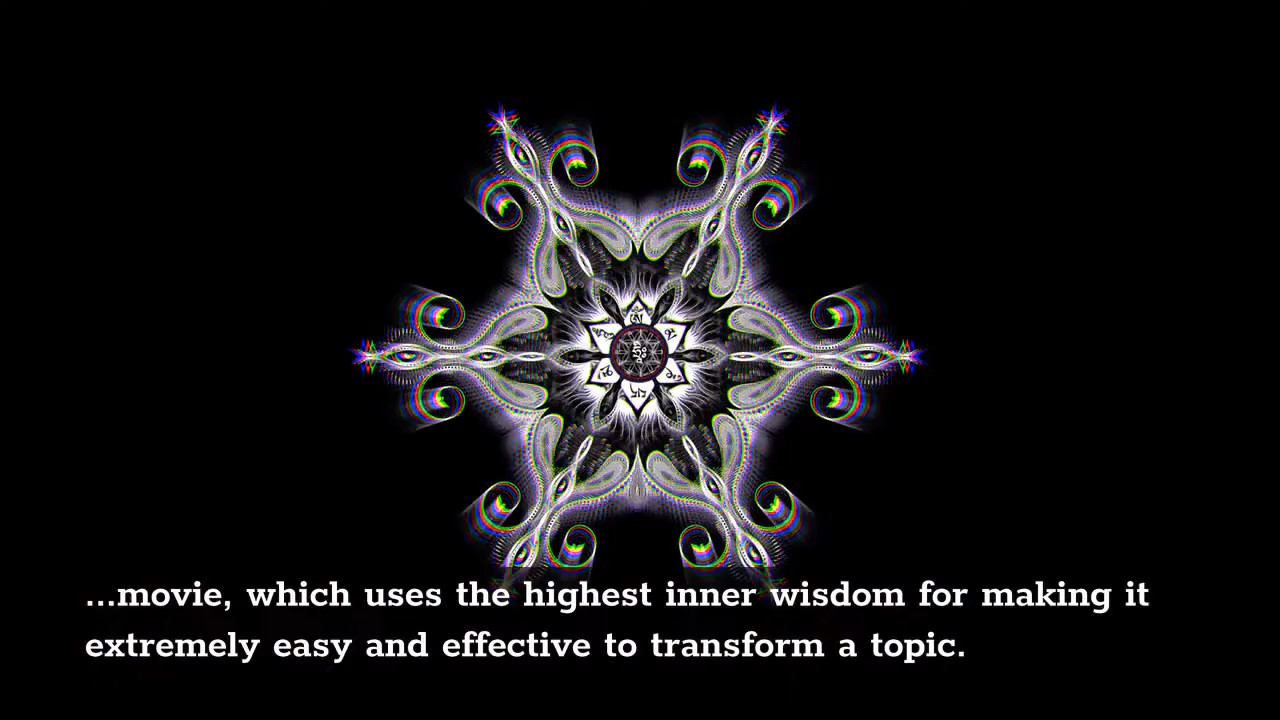 ...movie, which uses the highest inner wisdom for making it
extremely easy and effective to transform a topic.